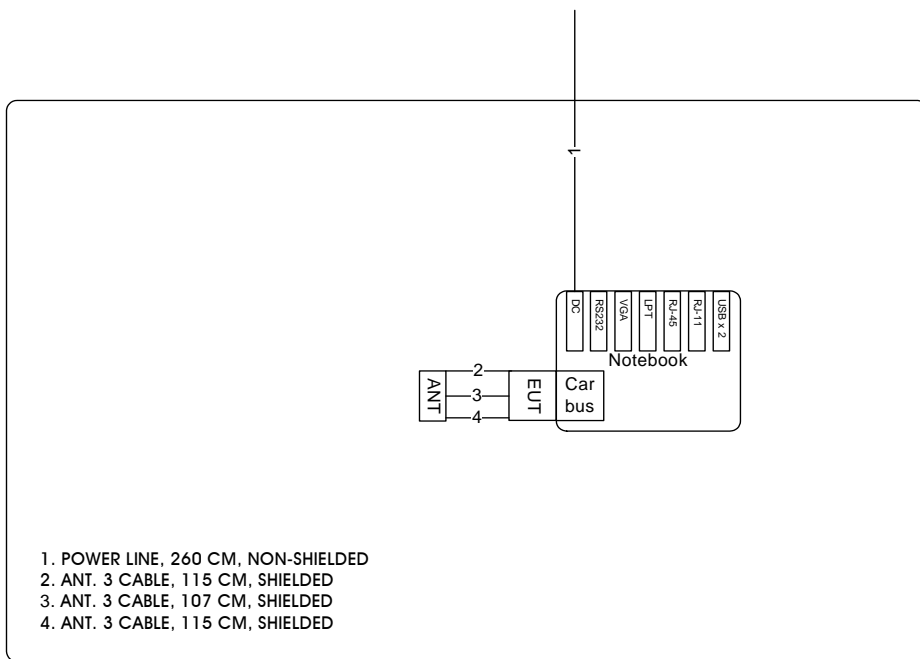 1
DC
RS232
VGA
LPT
RJ-45
RJ-11
USB x 2
Notebook
ANT
2
3
4
EUT
Car
bus
1. POWER LINE, 260 CM, NON-SHIELDED
2. ANT. 3 CABLE, 115 CM, SHIELDED
3. ANT. 3 CABLE, 107 CM, SHIELDED
4. ANT. 3 CABLE, 115 CM, SHIELDED